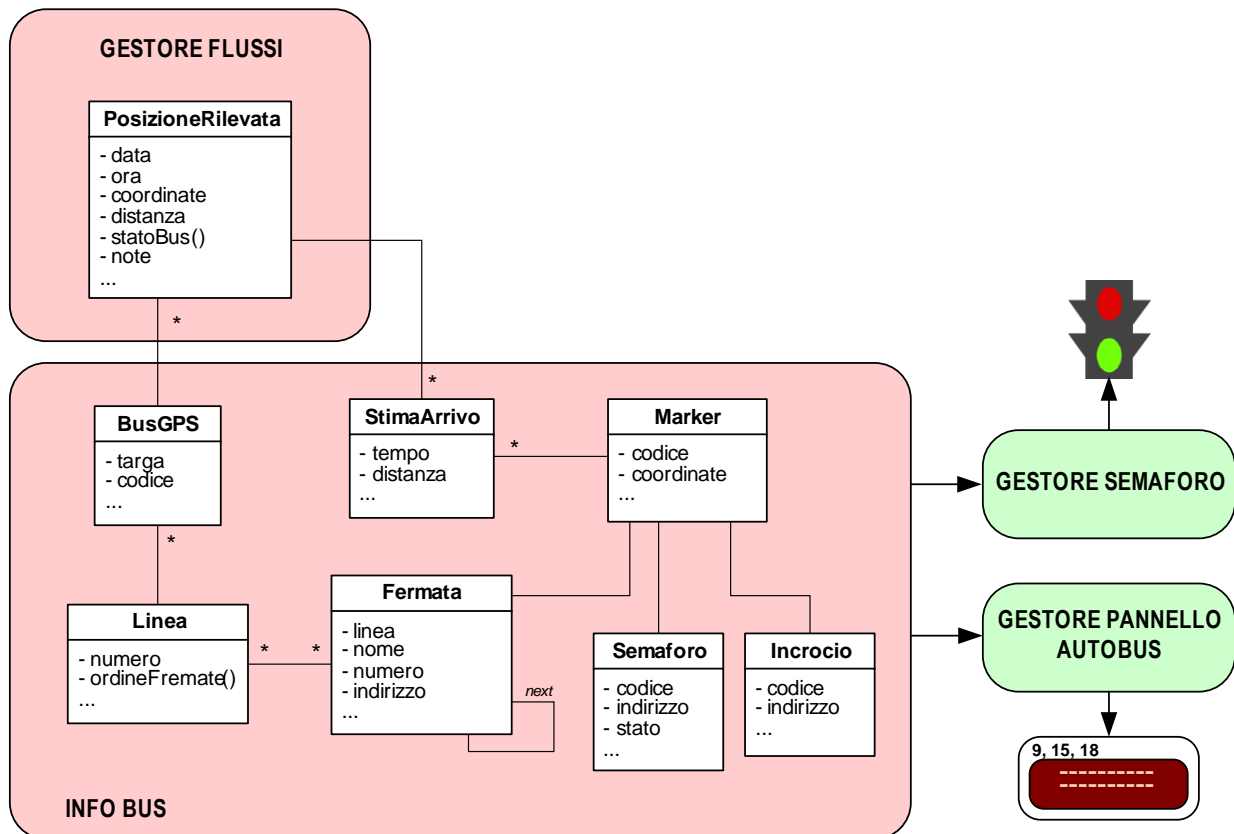 GESTORE FLUSSI
PosizioneRilevata
- data
- ora
- coordinate
- distanza
- statoBus()
- note
...
*
*
BusGPS
- targa
- codice
...
*
StimaArrivo
- tempo
- distanza
...
*
Marker
- codice
- coordinate
...
Linea
- numero
- ordineFremate()
...
*
*
Fermata
- linea
- nome
- numero
- indirizzo
...
next
Semaforo
- codice
- indirizzo
- stato
...
Incrocio
- codice
- indirizzo
...
INFO BUS
GESTORE SEMAFORO
GESTORE PANNELLO
AUTOBUS
9, 15, 18
----------
----------